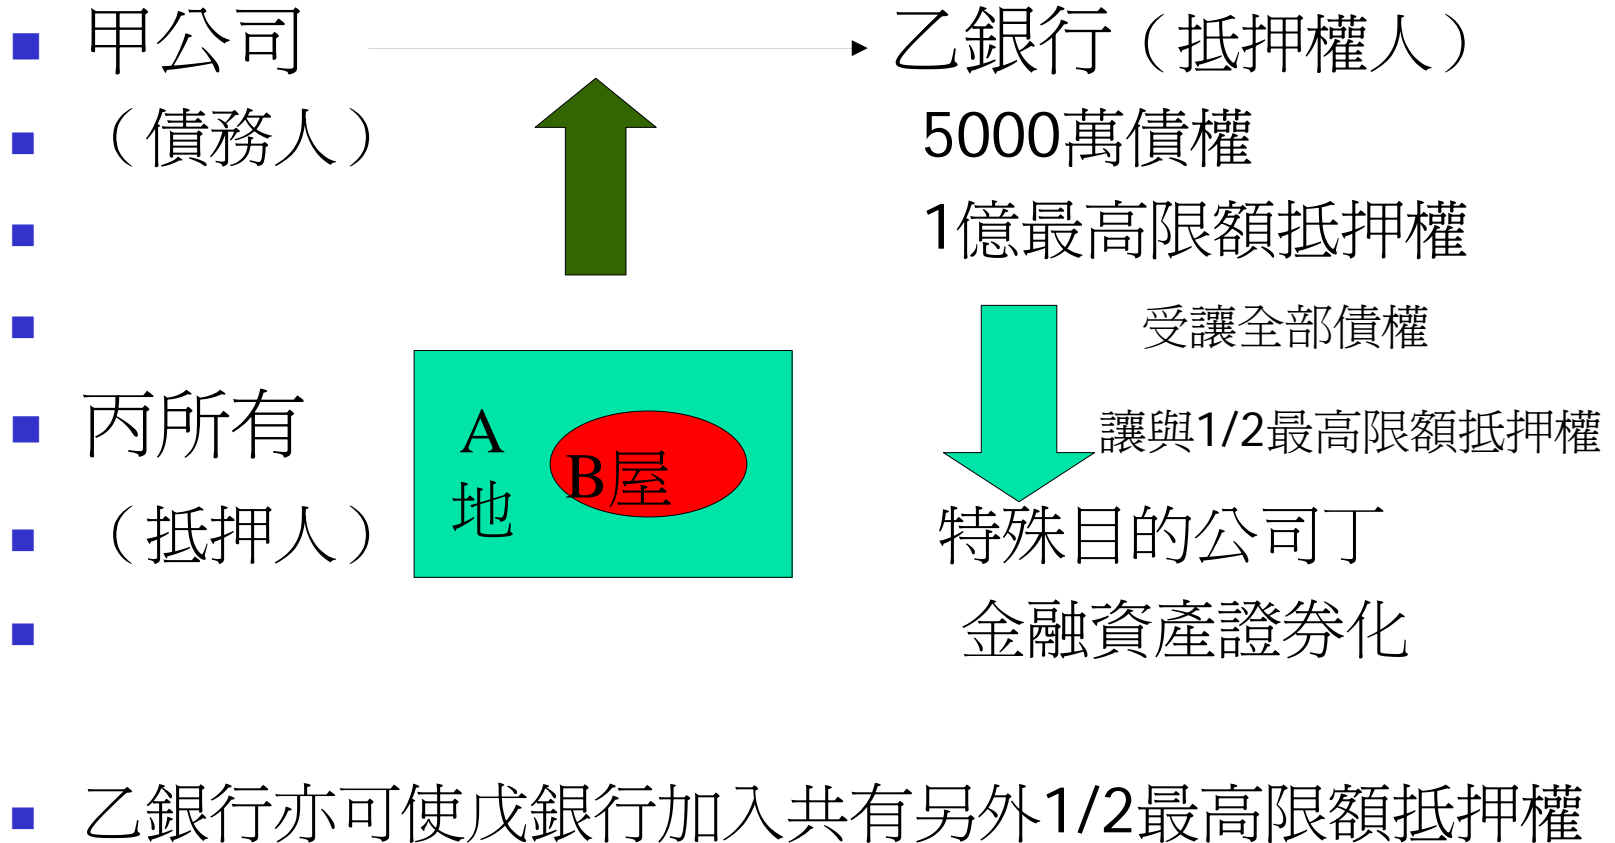 甲公司
乙銀行（抵押權人）
（債務人）
5000萬債權
1億最高限額抵押權
受讓全部債權
丙所有
讓與1/2最高限額抵押權
A
地
B屋
（抵押人）
特殊目的公司丁
金融資產證券化
乙銀行亦可使戊銀行加入共有另外1/2最高限額抵押權